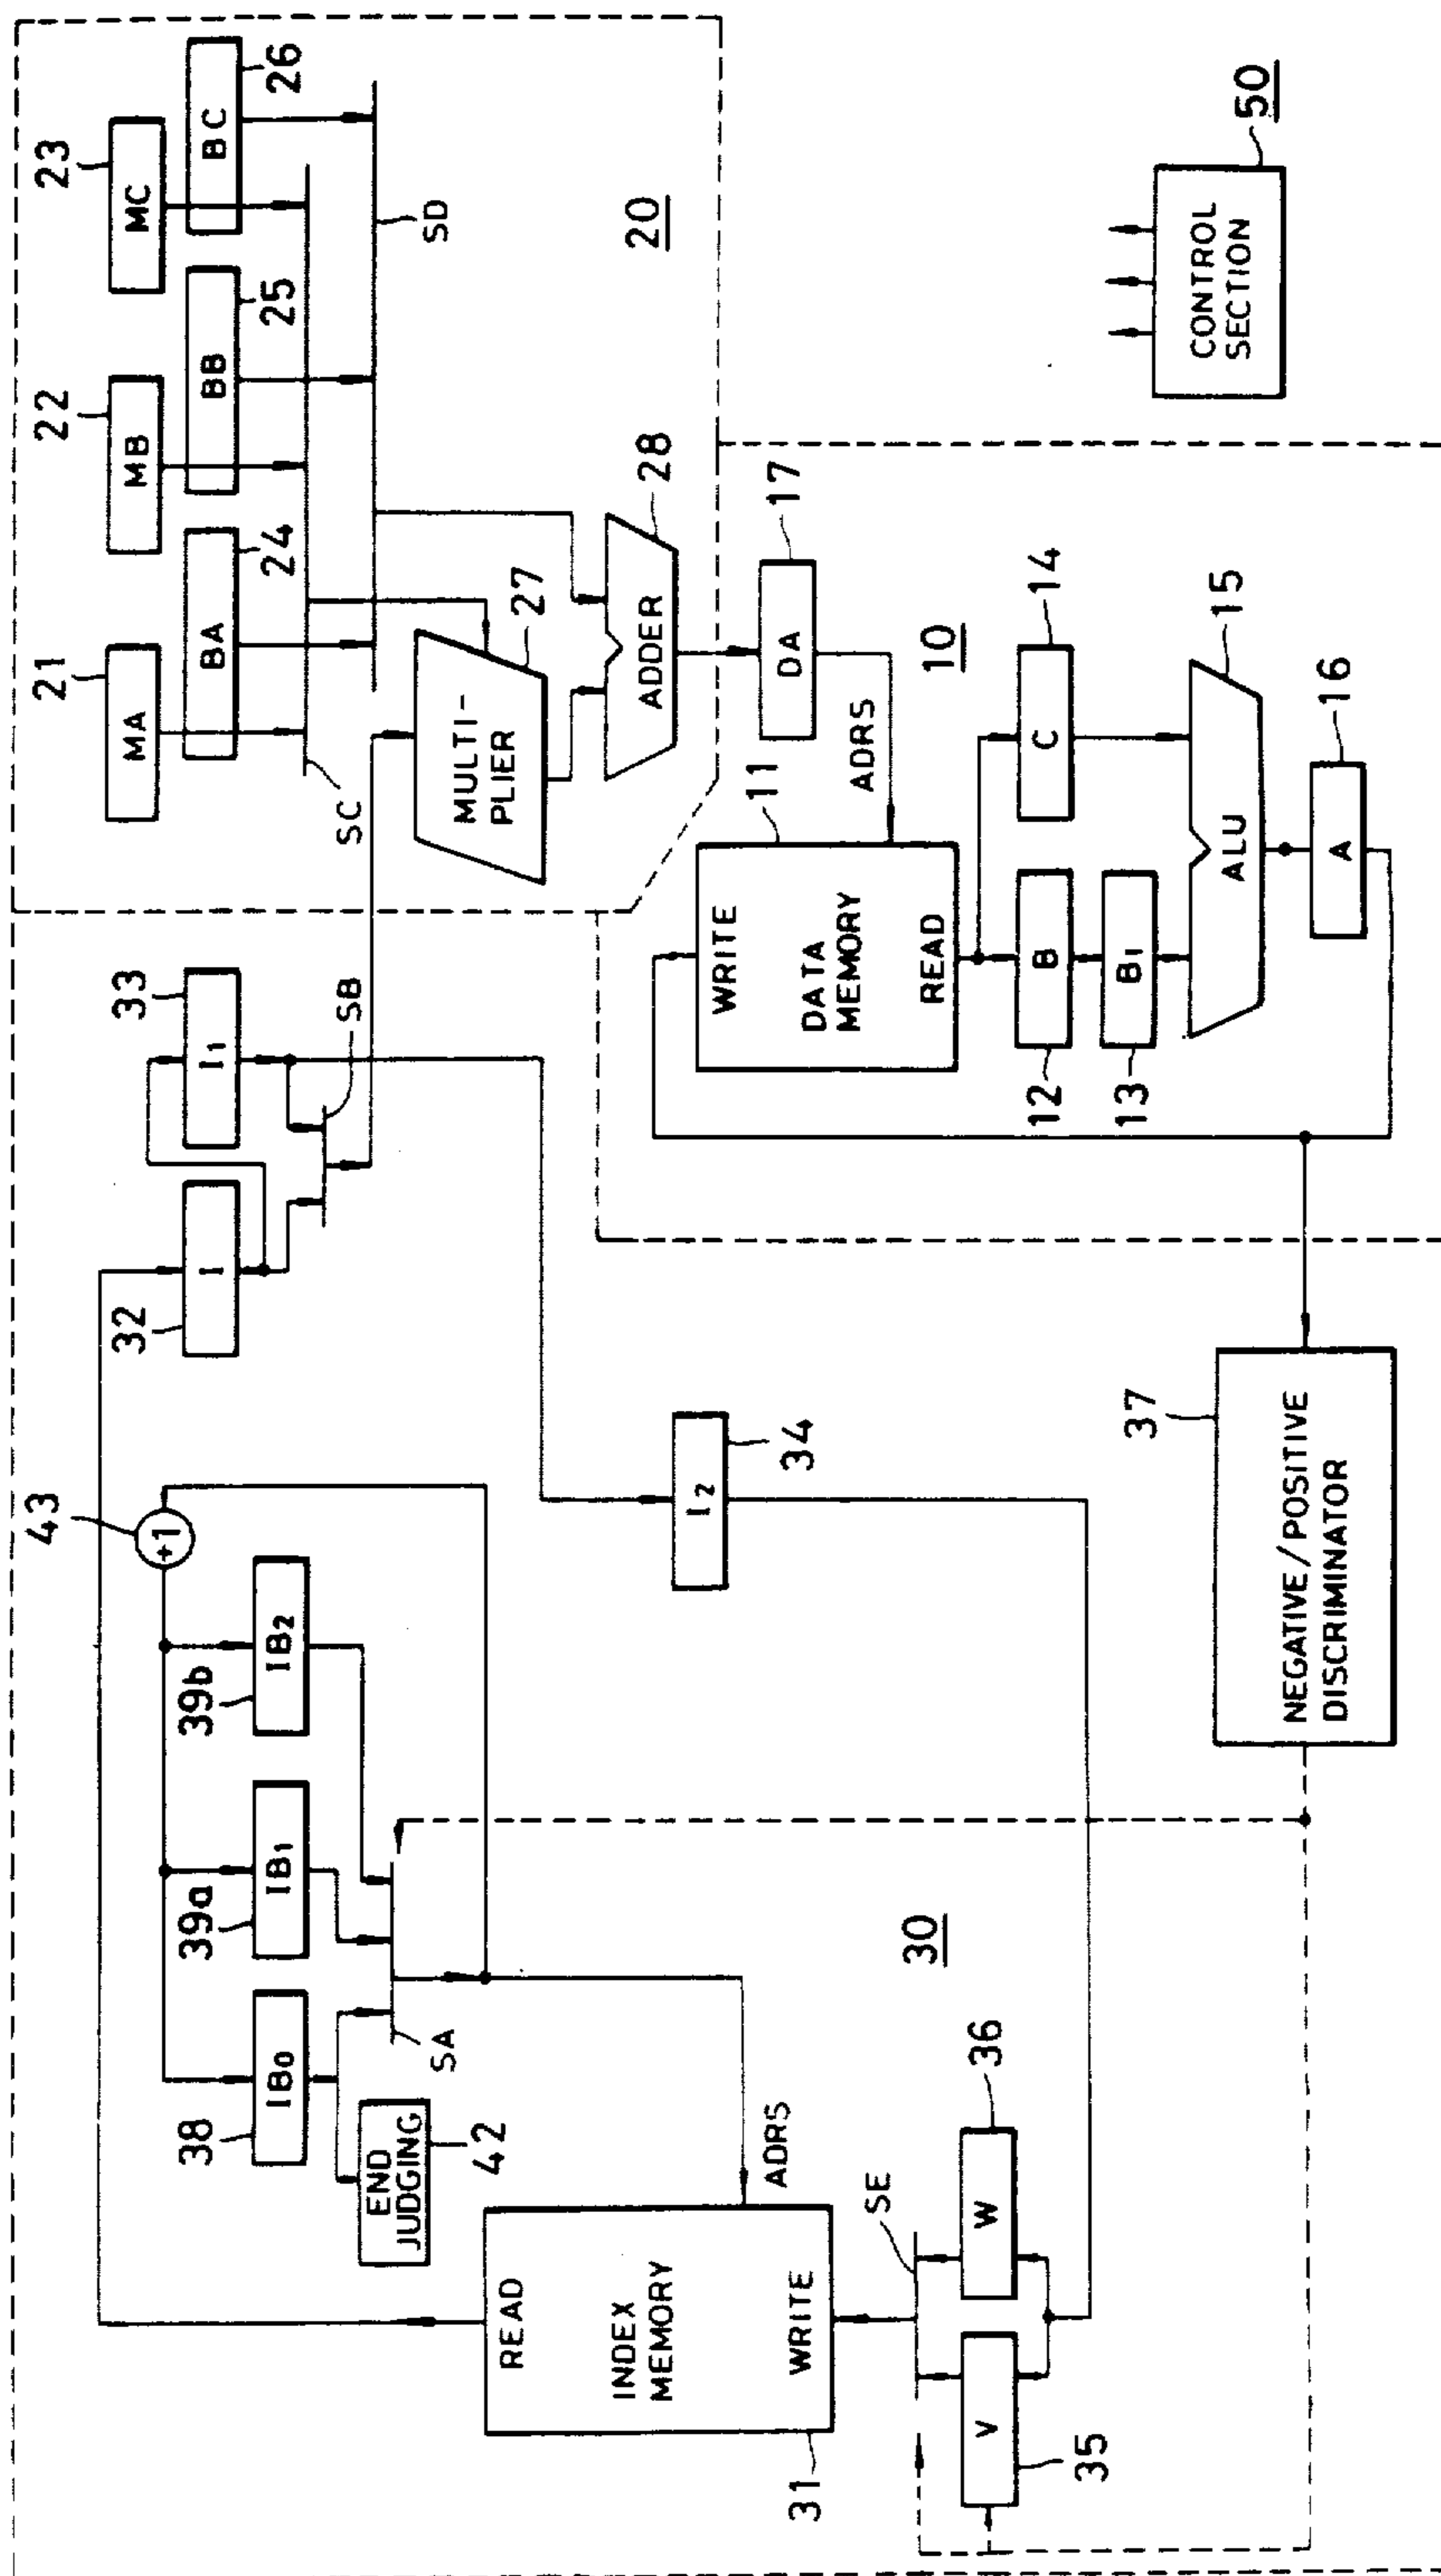 21
MA
22
MB
23
MC
BA
24
BB
25
BC
26
SC
SD
MULTI-
PLIER
27
ADDER
28
20
33
I1
32
I
SB
43
+1
39b
IB2
39a
IB1
38
IB0
END
JUDGING
42
SA
I2
34
READ
INDEX
MEMORY
WRITE
31
ADRS
SE
V
35
W
36
30
37
NEGATIVE/POSITIVE
DISCRIMINATOR
DA
17
ADRS
11
WRITE
DATA
MEMORY
READ
10
C
14
B
12
B1
13
ALU
15
A
16
CONTROL
SECTION
50